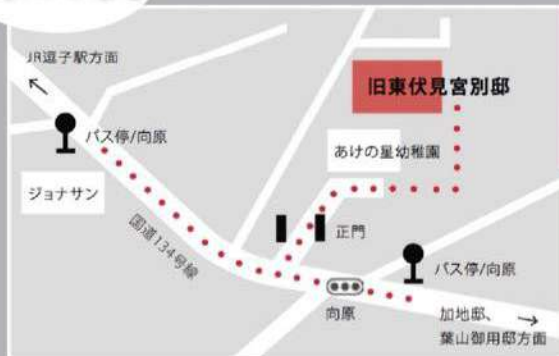 JR逗子駅方面
バス停/向原
ジョナサン
国道134号線
旧東伏見宮別邸
あけの星幼稚園
正門
バス停/向原
向原
加地邸、
葉山御用邸方面